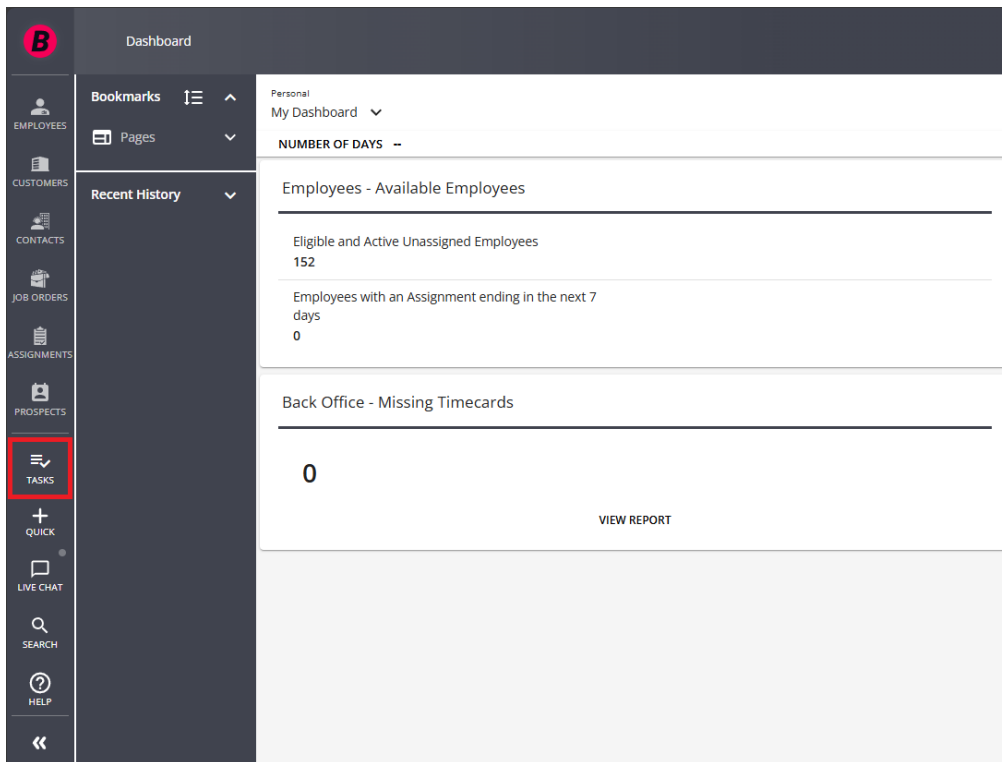 B
Dashboard
EMPLOYEES
CUSTOMERS
CONTACTS
JOB ORDERS
ASSIGNMENTS
PROSPECTS
TASKS
QUICK
LIVE CHAT
SEARCH
HELP
Bookmarks
Pages
Recent History
Personal
My Dashboard
NUMBER OF DAYS --
Employees - Available Employees
Eligible and Active Unassigned Employees
152
Employees with an Assignment ending in the next 7
days
0
Back Office - Missing Timecards
0
VIEW REPORT